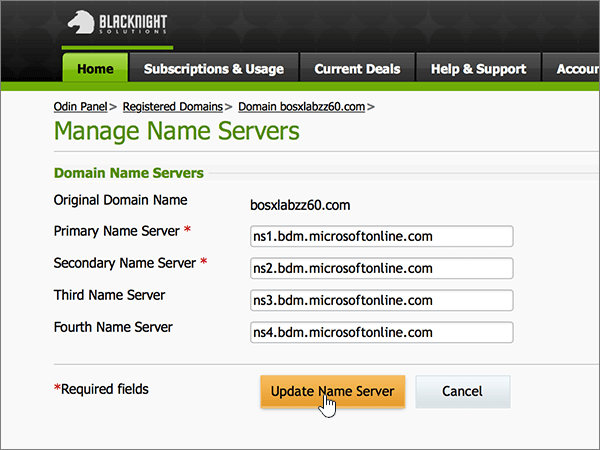 BLACKNIGHT
SOLUTIONS
Home Subscriptions & Usage Current Deals Help & Support Accour
Odin Panel> Registered Domains> Domain bosxlabzz60.com>
Manage Name Servers
Domain Name Servers
Original Domain Name bosxlabzz60.com
Primary Name Server * ns1.bdm.microsoftonline.com
Secondary Name Server * ns2.bdm.microsoftonline.com
Third Name Server ns3.bdm.microsoftonline.com
Fourth Name Server ns4.bdm.microsoftonline.com
*Required fields Update Name Server Cancel